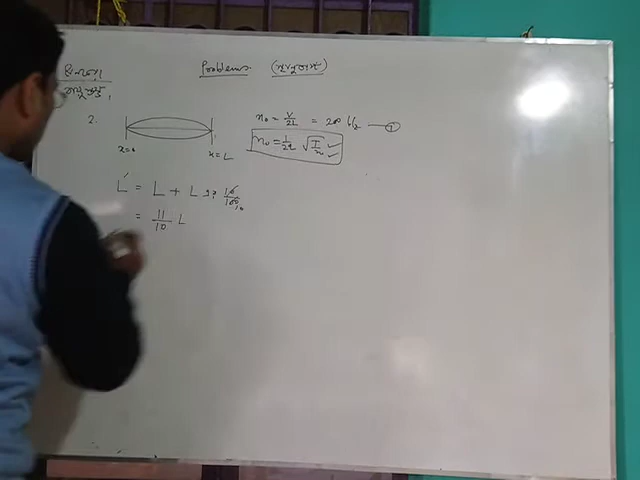 Problems
2.
n₀ = V/2L = 200 Hz —①
n₀ = 1/2L √T/m
x=0
x=L
L' = L + L 10/100
= 11/10 L